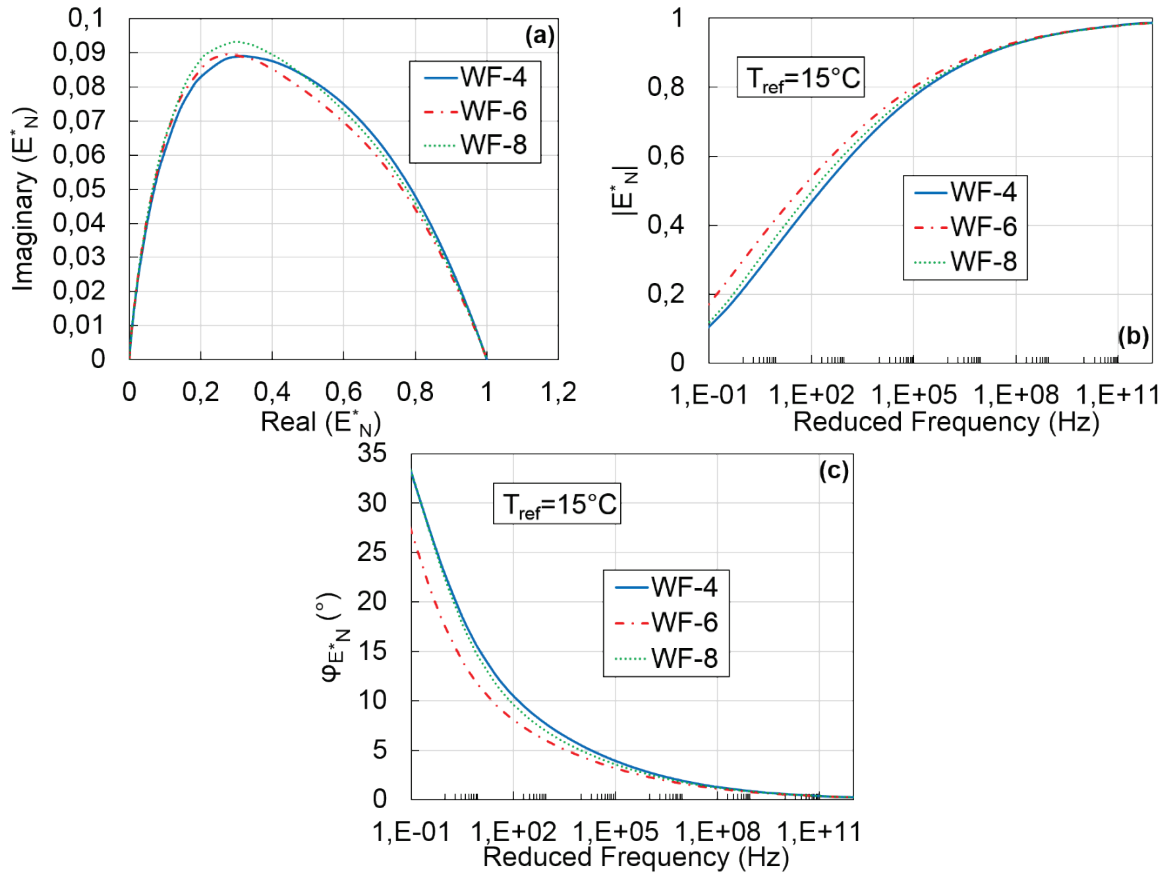 (a)
0,1
0,09
0,08
0,07
0,06
0,05
0,04
0,03
0,02
0,01
0
Imaginary (E*N)
WF-4
WF-6
WF-8
0 0,2 0,4 0,6 0,8 1 1,2
Real (E*N)
(b)
1
0,8
0,6
0,4
0,2
0
|E*N|
Tref=15°C
WF-4
WF-6
WF-8
1,E-01 1,E+02 1,E+05 1,E+08 1,E+11
Reduced Frequency (Hz)
(c)
35
30
25
20
15
10
5
0
φE*N (°)
Tref=15°C
WF-4
WF-6
WF-8
1,E-01 1,E+02 1,E+05 1,E+08 1,E+11
Reduced Frequency (Hz)